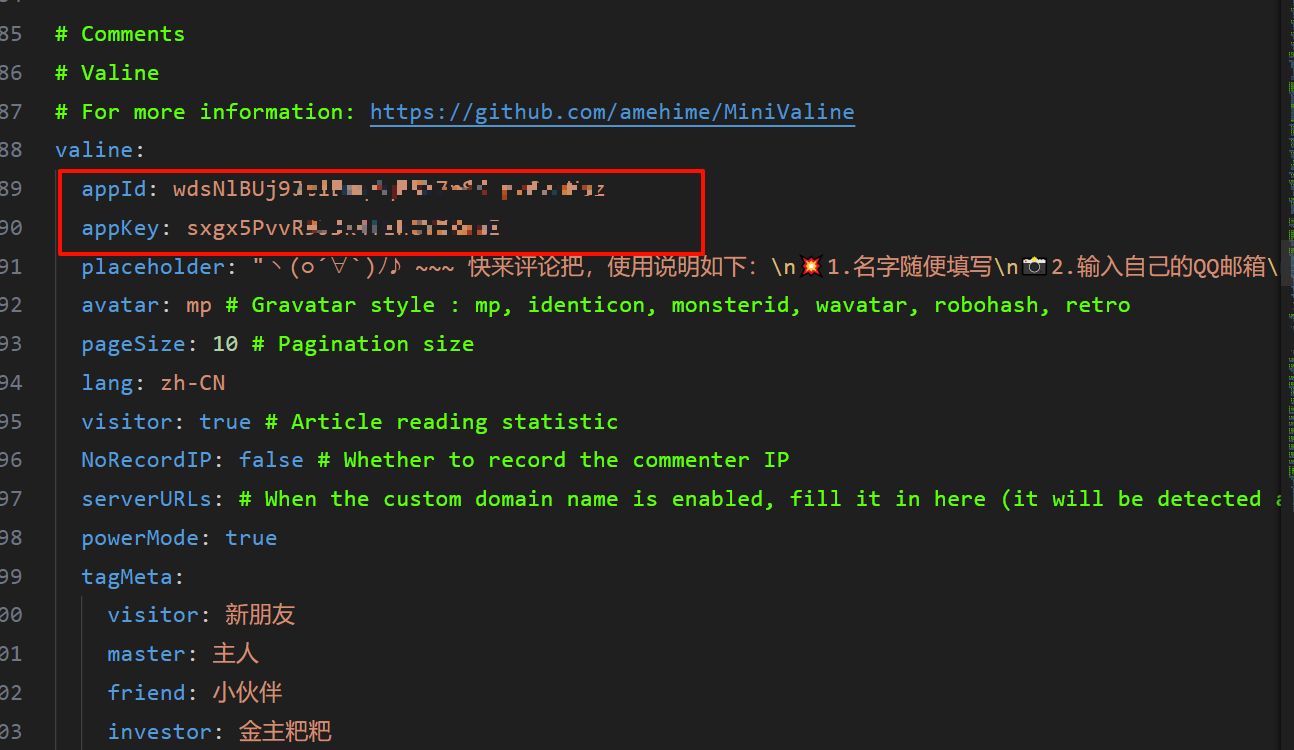 85 # Comments
86 # Valine
87 # For more information: https://github.com/amehime/MiniValine
88 valine:
89 appId:
90 appKey:
91 placeholder: "ヽ(○´∀`)ﾉ♪ ~~~ 快来评论把，使用说明如下：\n💥1.名字随便填写\n📸2.输入自己的QQ邮箱\
92 avatar: mp # Gravatar style : mp, identicon, monsterid, wavatar, robohash, retro
93 pageSize: 10 # Pagination size
94 lang: zh-CN
95 visitor: true # Article reading statistic
96 NoRecordIP: false # Whether to record the commenter IP
97 serverURLs: # When the custom domain name is enabled, fill it in here (it will be detected a
98 powerMode: true
99 tagMeta:
00 visitor: 新朋友
01 master: 主人
02 friend: 小伙伴
03 investor: 金主粑粑